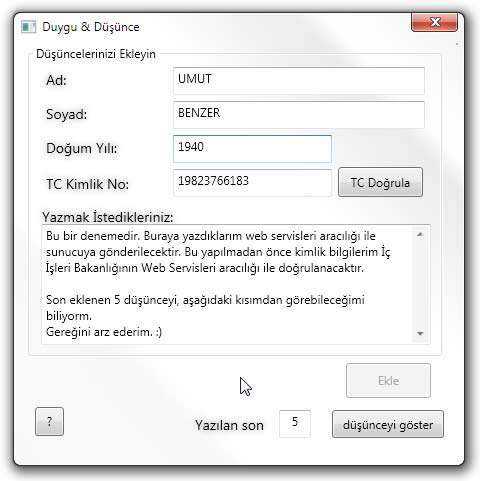 Duygu & Düşünce
Düşüncelerinizi Ekleyin
Ad: UMUT
Soyad: BENZER
Doğum Yılı: 1940
TC Kimlik No: 19823766183 TC Doğrula
Yazmak İstedikleriniz:
Bu bir denemedir. Buraya yazdıklarım web servisleri aracılığı ile
sunucuya gönderilecektir. Bu yapılmadan önce kimlik bilgilerim İç
İşleri Bakanlığının Web Servisleri aracılığı ile doğrulanacaktır.
Son eklenen 5 düşünceyi, aşağıdaki kısımdan görebileceğimi
biliyorm.
Gereğini arz ederim. :)
Ekle
? Yazılan son 5 düşünceyi göster